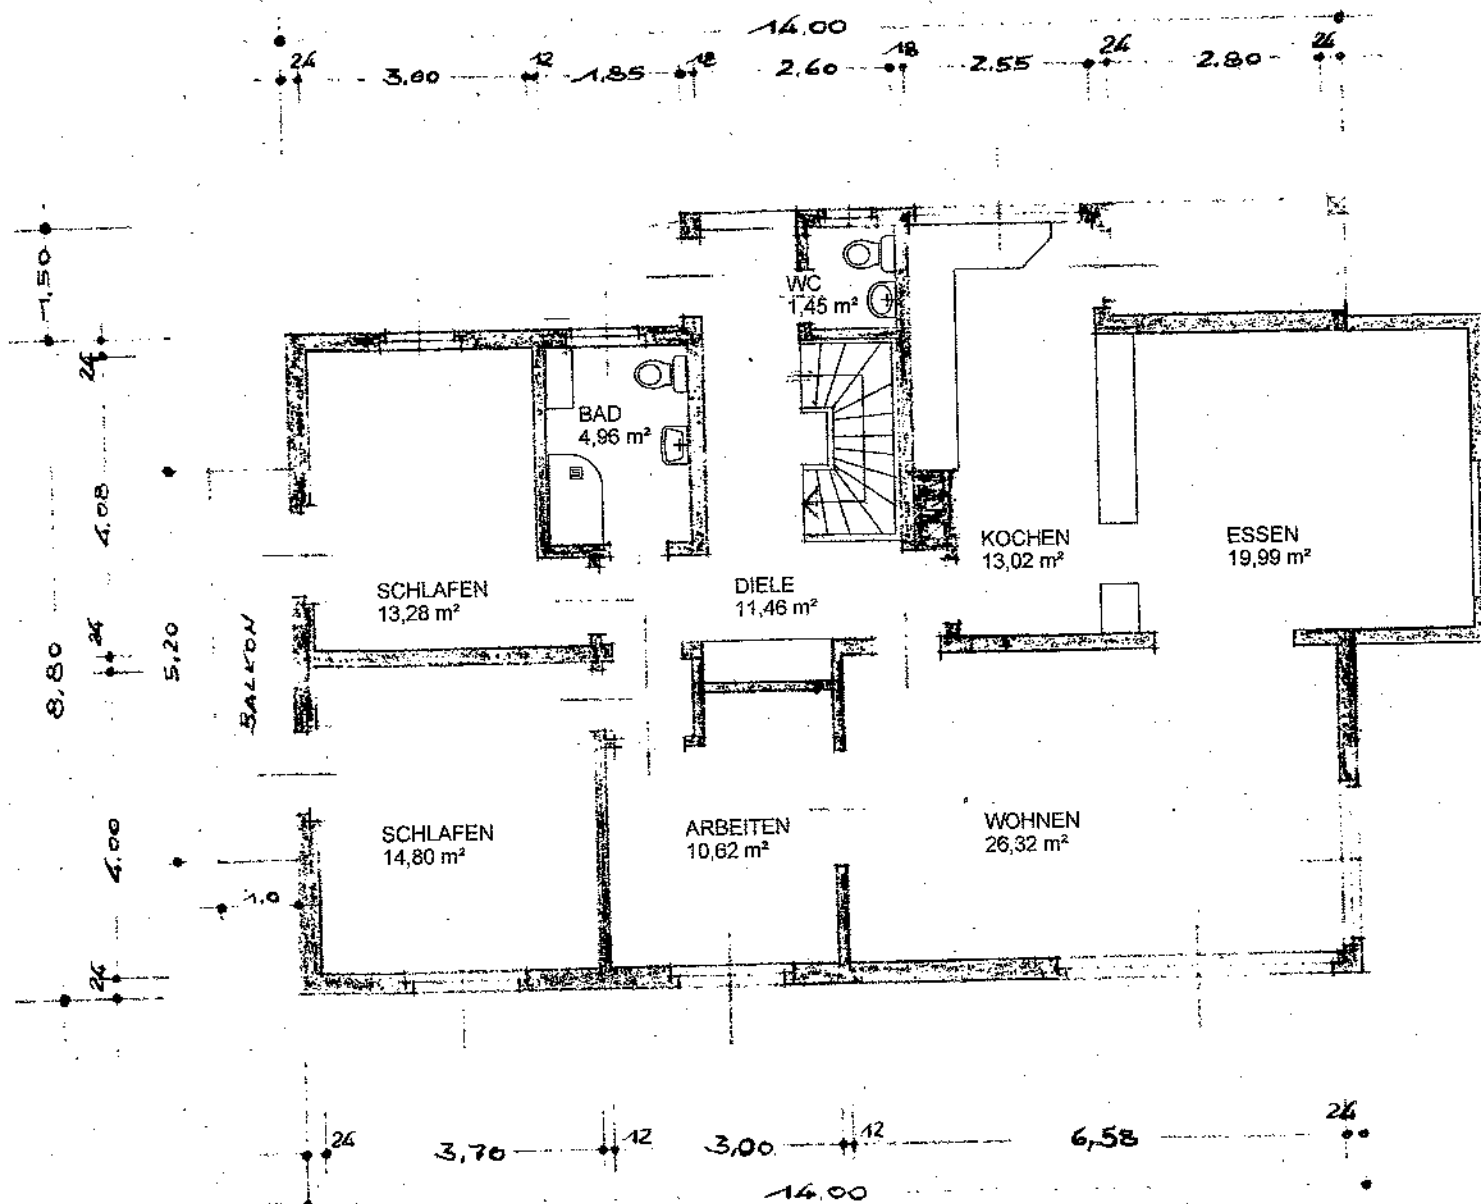 14,00
24 3,00 12 1,85 18 2,60 18 2,55 24 2.80 24
1,50
WC
1,45 m²
24
BAD
4,96 m²
4,08
KOCHEN
13,02 m²
ESSEN
19,99 m²
SCHLAFEN
13,28 m²
DIELE
11,46 m²
24
5,20
8,80
BALKON
SCHLAFEN
14,80 m²
ARBEITEN
10,62 m²
WOHNEN
26,32 m²
4,00
1,0
24
24 3,70 12 3,00 12 6,58 24
14,00